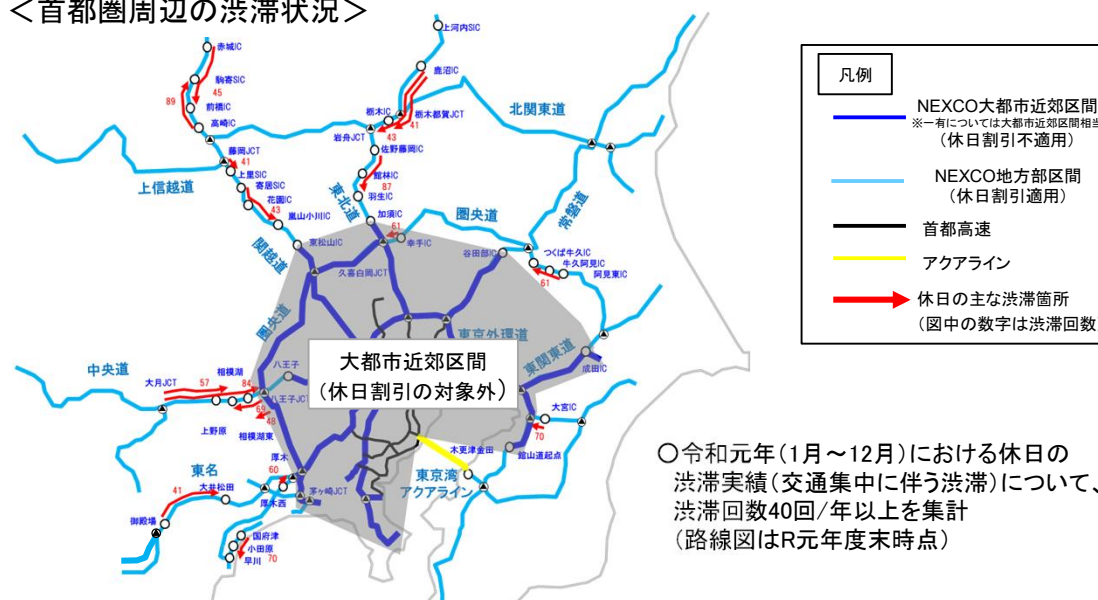 ＜首都圏周辺の渋滞状況＞
上河内SIC
赤城IC
鹿沼IC
駒寄SIC
45
89
前橋IC
高崎IC
栃木IC
栃木都賀JCT
41
43
岩舟JCT
北関東道
佐野藤岡IC
藤岡JCT
41
上里SIC
館林IC
87
寄居SIC
上信越道
花園IC
43
嵐山小川IC
東北道
羽生IC
加須IC
圏央道
常磐道
61
幸手IC
関越道
東松山IC
谷田部IC
つくば牛久IC
牛久阿見IC
阿見東IC
61
久喜白岡JCT
圏央道
東京外環道
東関東道
成田IC
大都市近郊区間
（休日割引の対象外）
中央道
相模湖
八王子
大月JCT
57
84
八王子JCT
69
48
上野原
相模湖東
大宮IC
70
木更津金田
館山道起点
東京湾
アクアライン
厚木
60
東名
大井松田
41
厚木西
茅ヶ崎JCT
御殿場
国府津
小田原
早川
70
凡例
NEXCO大都市近郊区間
※一有については大都市近郊区間相当
（休日割引不適用）
NEXCO地方部区間
（休日割引適用）
首都高速
アクアライン
休日の主な渋滞箇所
（図中の数字は渋滞回数）
○令和元年（1月～12月）における休日の
渋滞実績（交通集中に伴う渋滞）について、
渋滞回数40回/年以上を集計
（路線図はR元年度末時点）